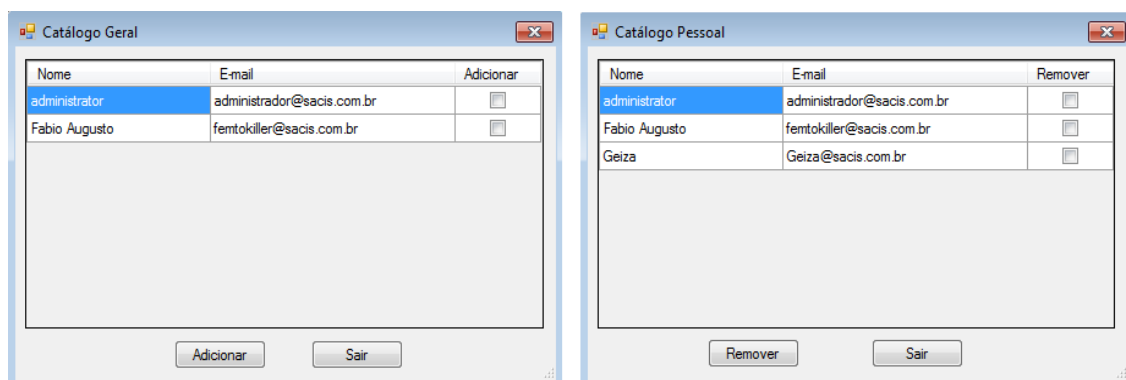 Catálogo Geral
Nome E-mail Adicionar
administrator administrador@sacis.com.br
Fabio Augusto femtokiller@sacis.com.br
Adicionar Sair
Catálogo Pessoal
Nome E-mail Remover
administrator administrador@sacis.com.br
Fabio Augusto femtokiller@sacis.com.br
Geiza Geiza@sacis.com.br
Remover Sair